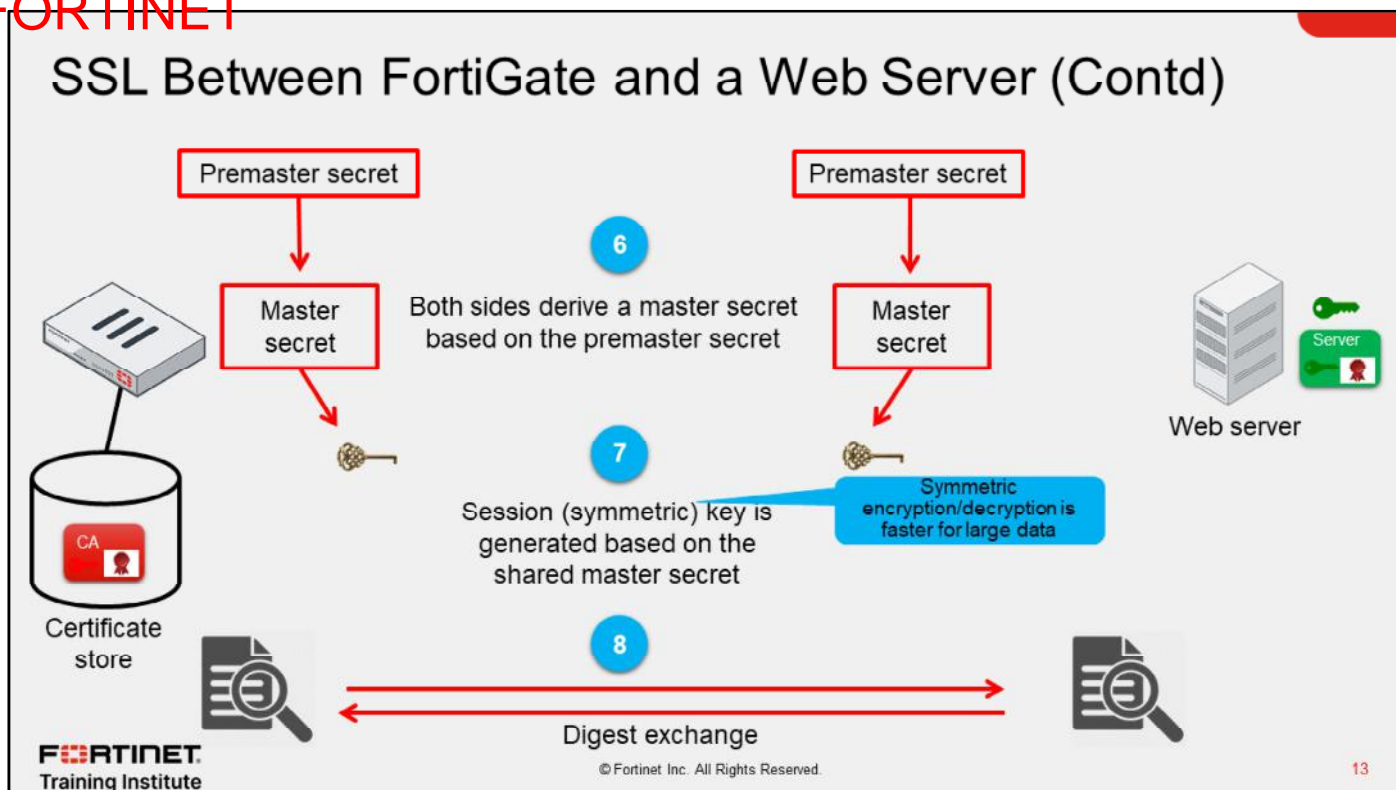 FORTINET
SSL Between FortiGate and a Web Server (Contd)
Premaster secret
Premaster secret
6
Master
secret
Both sides derive a master secret
based on the premaster secret
Master
secret
Server
Web server
7
Session (symmetric) key is
generated based on the
shared master secret
Symmetric
encryption/decryption is
faster for large data
CA
Certificate
store
8
Digest exchange
FORTINET
Training Institute
© Fortinet Inc. All Rights Reserved.
13